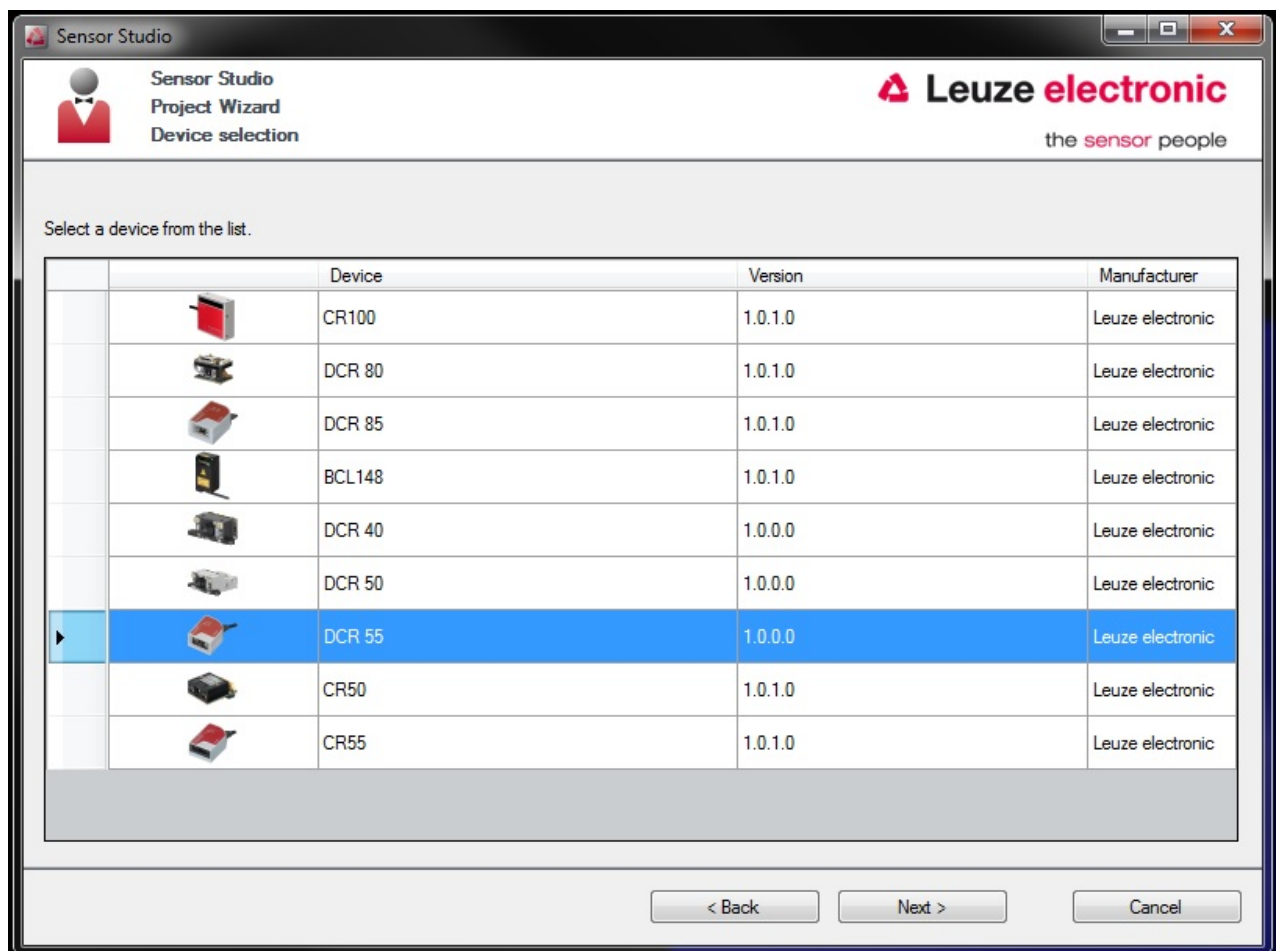 Sensor Studio
Sensor Studio
Project Wizard
Device selection
Leuze electronic
the sensor people
Select a device from the list.
Device Version Manufacturer
CR100 1.0.1.0 Leuze electronic
DCR 80 1.0.1.0 Leuze electronic
DCR 85 1.0.1.0 Leuze electronic
BCL148 1.0.1.0 Leuze electronic
DCR 40 1.0.0.0 Leuze electronic
DCR 50 1.0.0.0 Leuze electronic
DCR 55 1.0.0.0 Leuze electronic
CR50 1.0.1.0 Leuze electronic
CR55 1.0.1.0 Leuze electronic
< Back Next > Cancel